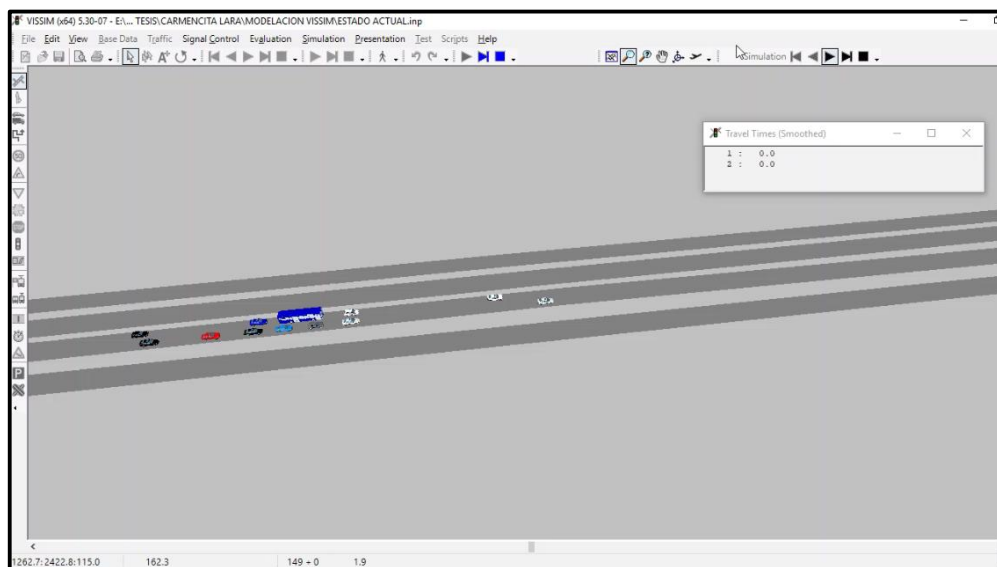 VISSIM (x64) 5.30-07 - E:\... TESIS\CARMENCITA LARA\MODELACION VISSIM\ESTADO ACTUAL.inp
File Edit View Base Data Traffic Signal Control Evaluation Simulation Presentation Test Scripts Help
Simulation
Travel Times (Smoothed)
1 : 0.0
2 : 0.0
P
1262.7:2422.8:115.0 162.3 149 + 0 1.9